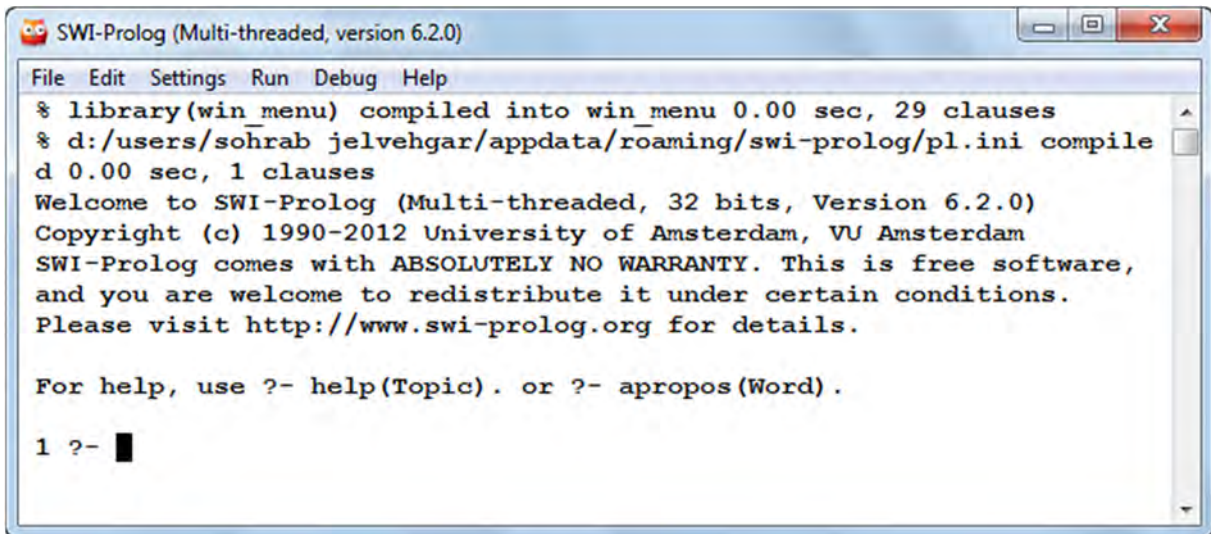 SWI-Prolog (Multi-threaded, version 6.2.0)
File Edit Settings Run Debug Help
% library(win_menu) compiled into win_menu 0.00 sec, 29 clauses
% d:/users/sohrab jelvehgar/appdata/roaming/swi-prolog/pl.ini compile
d 0.00 sec, 1 clauses
Welcome to SWI-Prolog (Multi-threaded, 32 bits, Version 6.2.0)
Copyright (c) 1990-2012 University of Amsterdam, VU Amsterdam
SWI-Prolog comes with ABSOLUTELY NO WARRANTY. This is free software,
and you are welcome to redistribute it under certain conditions.
Please visit http://www.swi-prolog.org for details.
For help, use ?- help(Topic). or ?- apropos(Word).
1 ?-